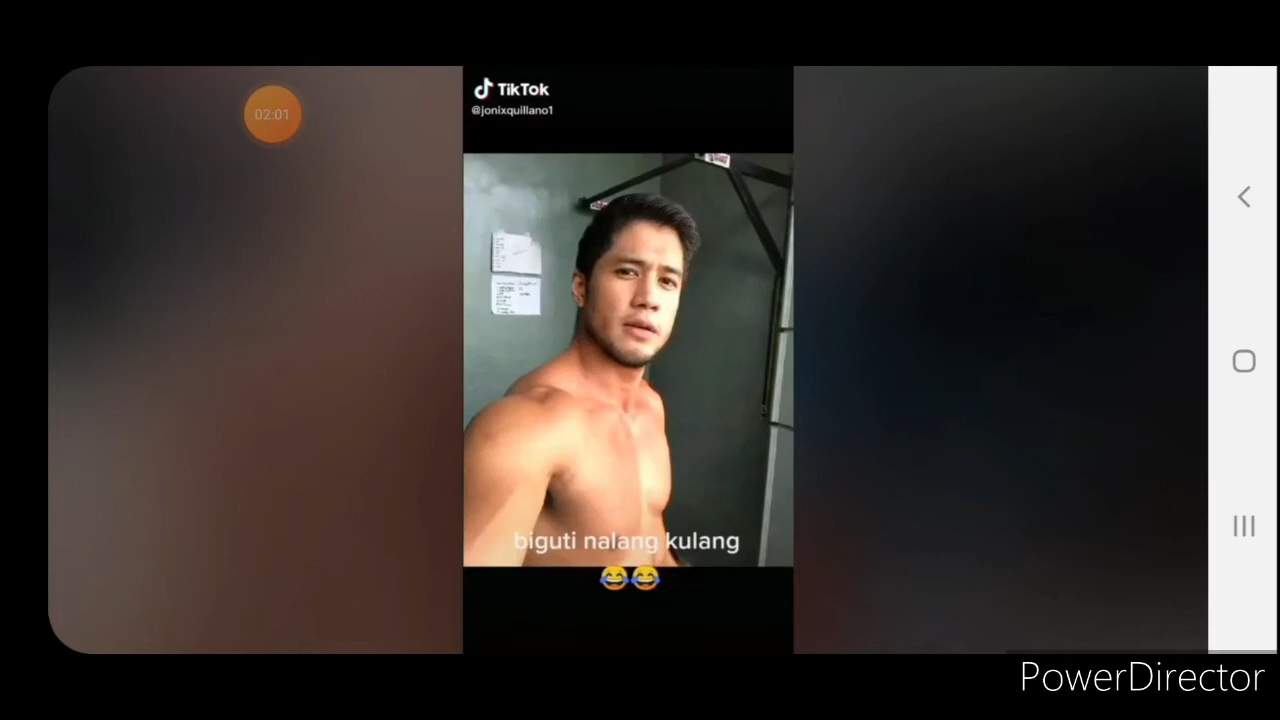 02:01
TikTok
@jonixquillano1
biguti nalang kulang
😂😂
PowerDirector